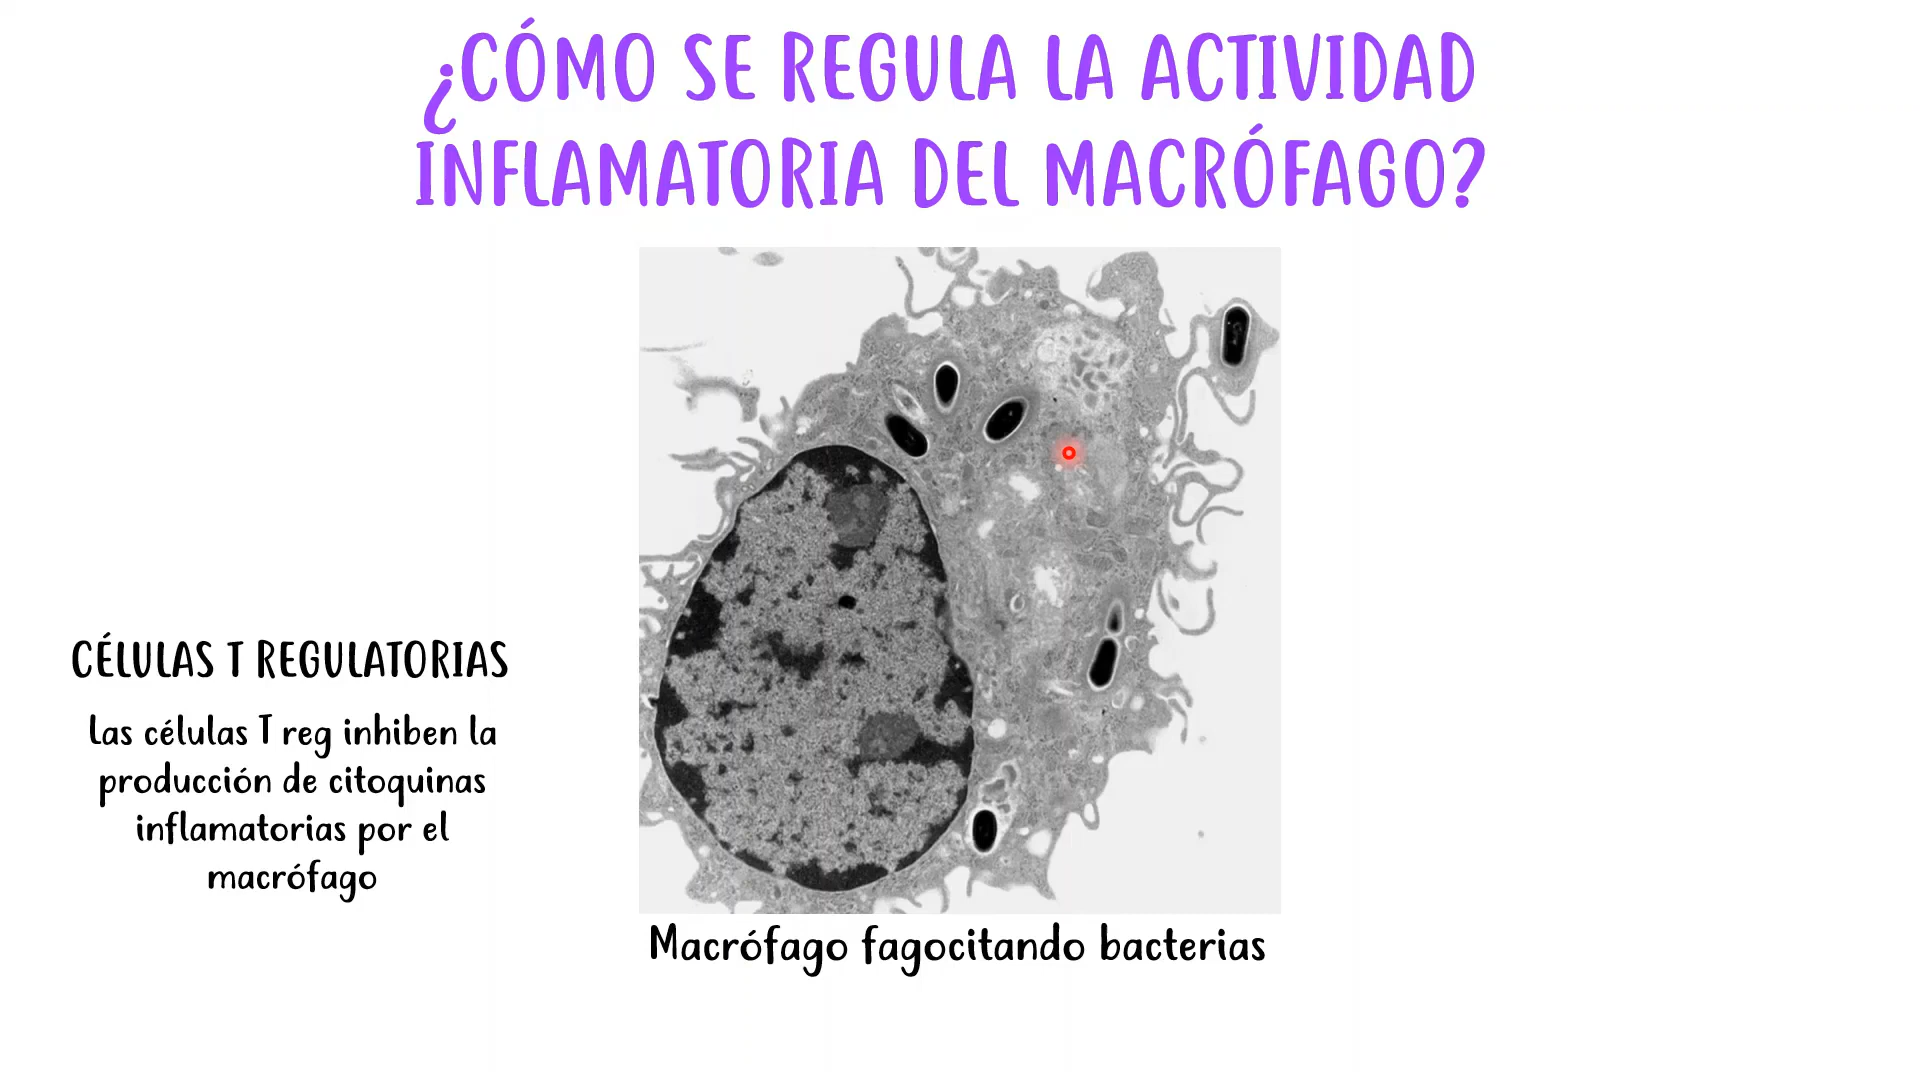 ¿CÓMO SE REGULA LA ACTIVIDAD
INFLAMATORIA DEL MACRÓFAGO?
CÉLULAS T REGULATORIAS
Las células T reg inhiben la
producción de citoquinas
inflamatorias por el
macrófago
Macrófago fagocitando bacterias